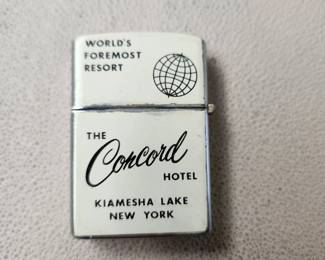 WORLD'S
FOREMOST
RESORT
THE
Concord
HOTEL
KIAMESHA LAKE
NEW YORK